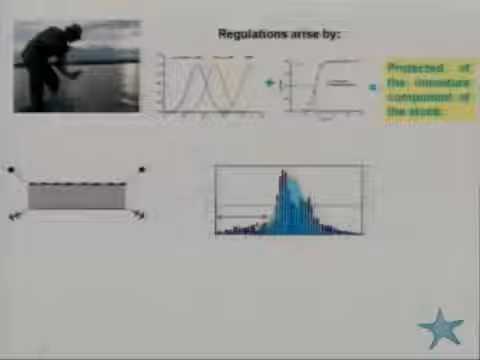 Regulations arise by:
+
=
Protected of
the immature
component of
the stock.